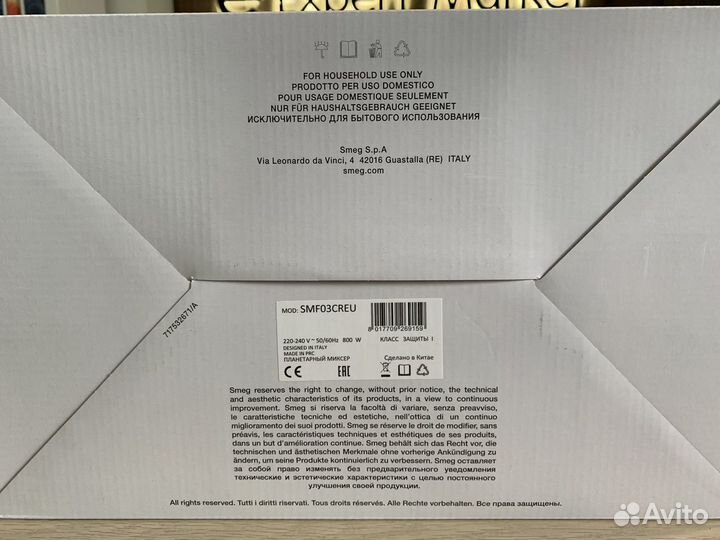 e Expert Market
FOR HOUSEHOLD USE ONLY
PRODOTTO PER USO DOMESTICO
POUR USAGE DOMESTIQUE SEULEMENT
NUR FÜR HAUSHALTSGEBRAUCH GEEIGNET
ИСКЛЮЧИТЕЛЬНО ДЛЯ БЫТОВОГО ИСПОЛЬЗОВАНИЯ
Smeg S.p.A
Via Leonardo da Vinci, 4 42016 Guastalla (RE) ITALY
smeg.com
717532671/A
MOD: SMF03CREU
8 017709 269159
220-240 V ~ 50/60Hz 800 W КЛАСС ЗАЩИТЫ I
DESIGNED IN ITALY
MADE IN PRC
ПЛАНЕТАРНЫЙ МИКСЕР Сделано в Китае
CE EAC
Smeg reserves the right to change, without prior notice, the technical
and aesthetic characteristics of its products, in a view to continuous
improvement. Smeg si riserva la facoltà di variare, senza preavviso,
le caratteristiche tecniche ed estetiche, nell'ottica di un continuo
miglioramento dei suoi prodotti. Smeg se réserve le droit de modifier, sans
préavis, les caractéristiques techniques et esthétiques de ses produits,
dans un but d'amélioration continue. Smeg behält sich das Recht vor, die
technischen und ästhetischen Merkmale ohne vorherige Ankündigung zu
ändern, um seine Produkte kontinuierlich zu verbessern. Smeg оставляет
за собой право изменять без предварительного уведомления
технические и эстетические характеристики с целью постоянного
улучшения своей продукции.
All rights reserved. Tutti i diritti riservati. Tous droits réservés. Alle Rechte vorbehalten. Все права защищены.
Avito